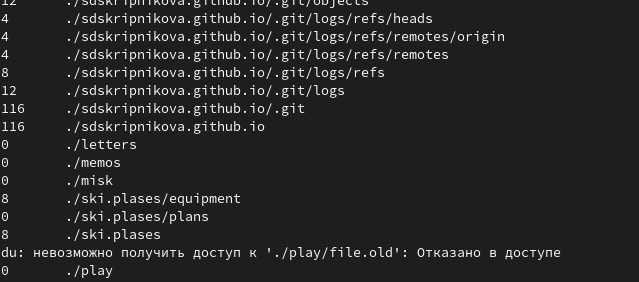 12 ./sdskripnikova.github.io/.git/objects
4 ./sdskripnikova.github.io/.git/logs/refs/heads
4 ./sdskripnikova.github.io/.git/logs/refs/remotes/origin
4 ./sdskripnikova.github.io/.git/logs/refs/remotes
8 ./sdskripnikova.github.io/.git/logs/refs
12 ./sdskripnikova.github.io/.git/logs
116 ./sdskripnikova.github.io/.git
116 ./sdskripnikova.github.io
0 ./letters
0 ./memos
0 ./misk
8 ./ski.plases/equipment
0 ./ski.plases/plans
8 ./ski.plases
du: невозможно получить доступ к './play/file.old': Отказано в доступе
0 ./play